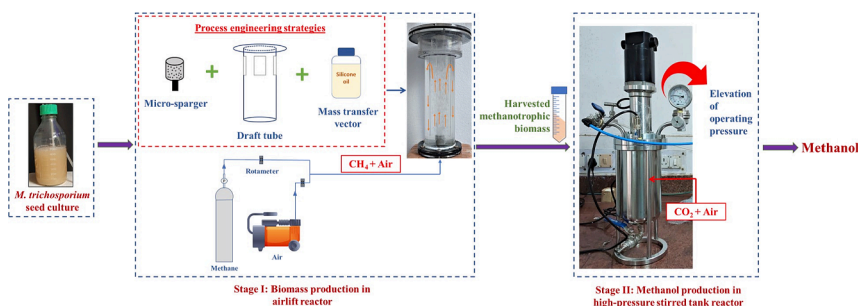 Process engineering strategies
Micro-sparger
+
Draft tube
+
Silicone
oil
Mass transfer
vector
M. trichosporium
seed culture
Rotameter
CH4 + Air
Methane
Air
Stage I: Biomass production in
airlift reactor
Harvested
methanotrophic
biomass
Elevation
of
operating
pressure
CO2 + Air
Stage II: Methanol production in
high-pressure stirred tank reactor
Methanol